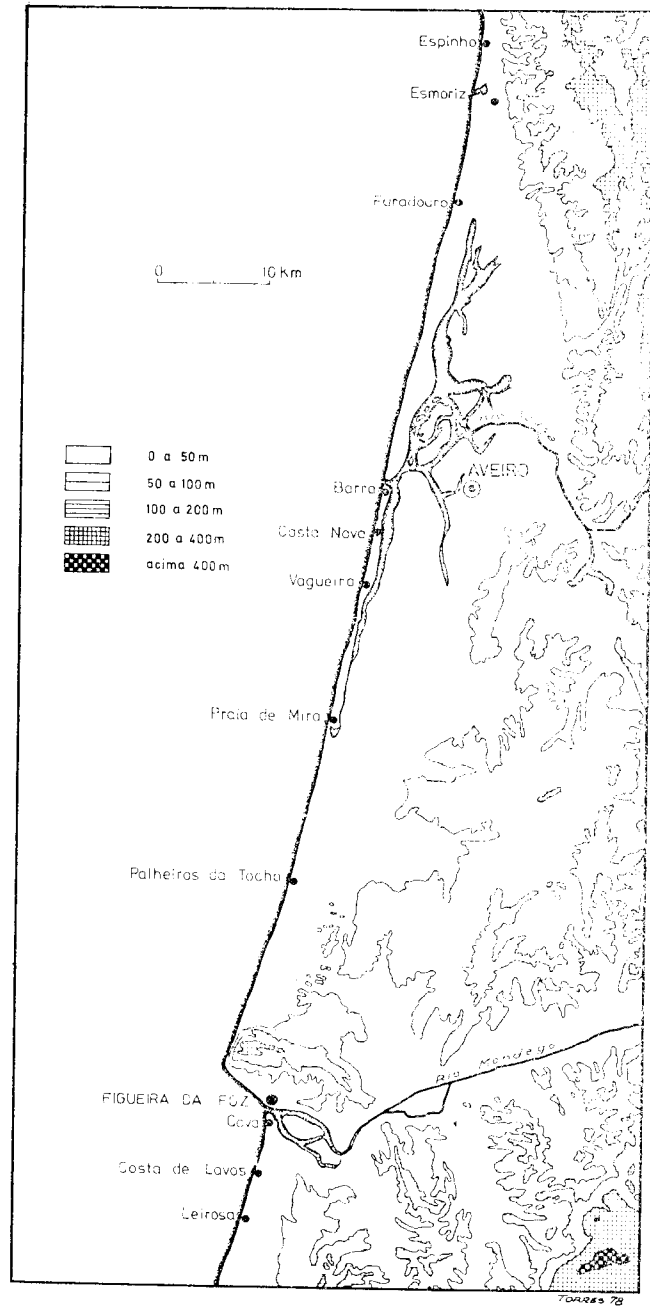 Espinho
Esmoriz
Furadouro
0 10 Km
0 a 50m
50 a 100m
100 a 200m
200 a 400m
acima 400m
Barra
AVEIRO
Costa Nova
Vagueira
Praia de Mira
Palheiros da Tocha
Rio Mondego
FIGUEIRA DA FOZ
Cova
Costa de Lavos
Leirosa
TORRES 78